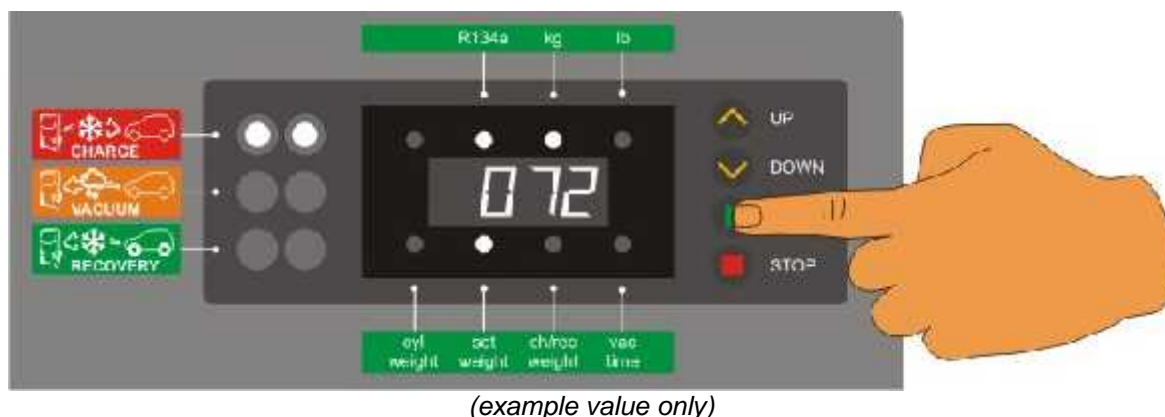 R134a kg lb
CHARGE
VACUUM
RECOVERY
072
UP
DOWN
STOP
cyl weight
set weight
ch/rec weight
vac time
(example value only)